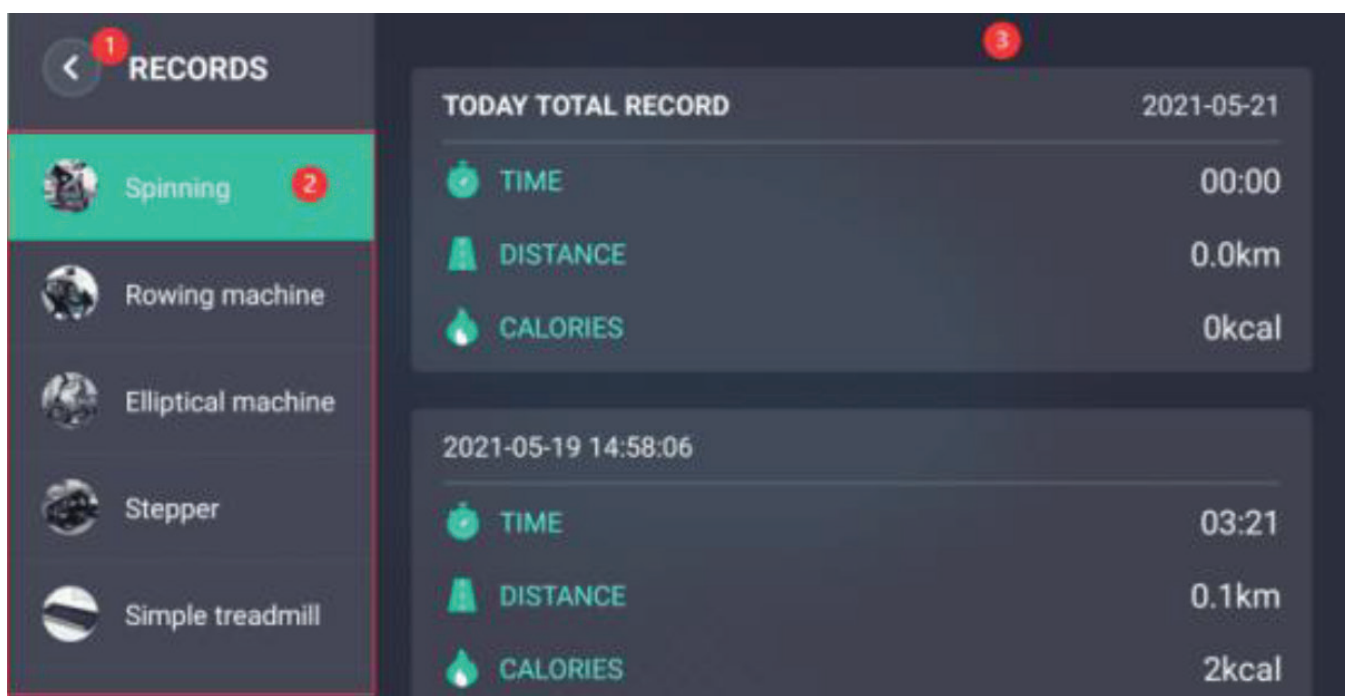 1
RECORDS
Spinning
2
Rowing machine
Elliptical machine
Stepper
Simple treadmill
3
TODAY TOTAL RECORD 2021-05-21
TIME 00:00
DISTANCE 0.0km
CALORIES 0kcal
2021-05-19 14:58:06
TIME 03:21
DISTANCE 0.1km
CALORIES 2kcal